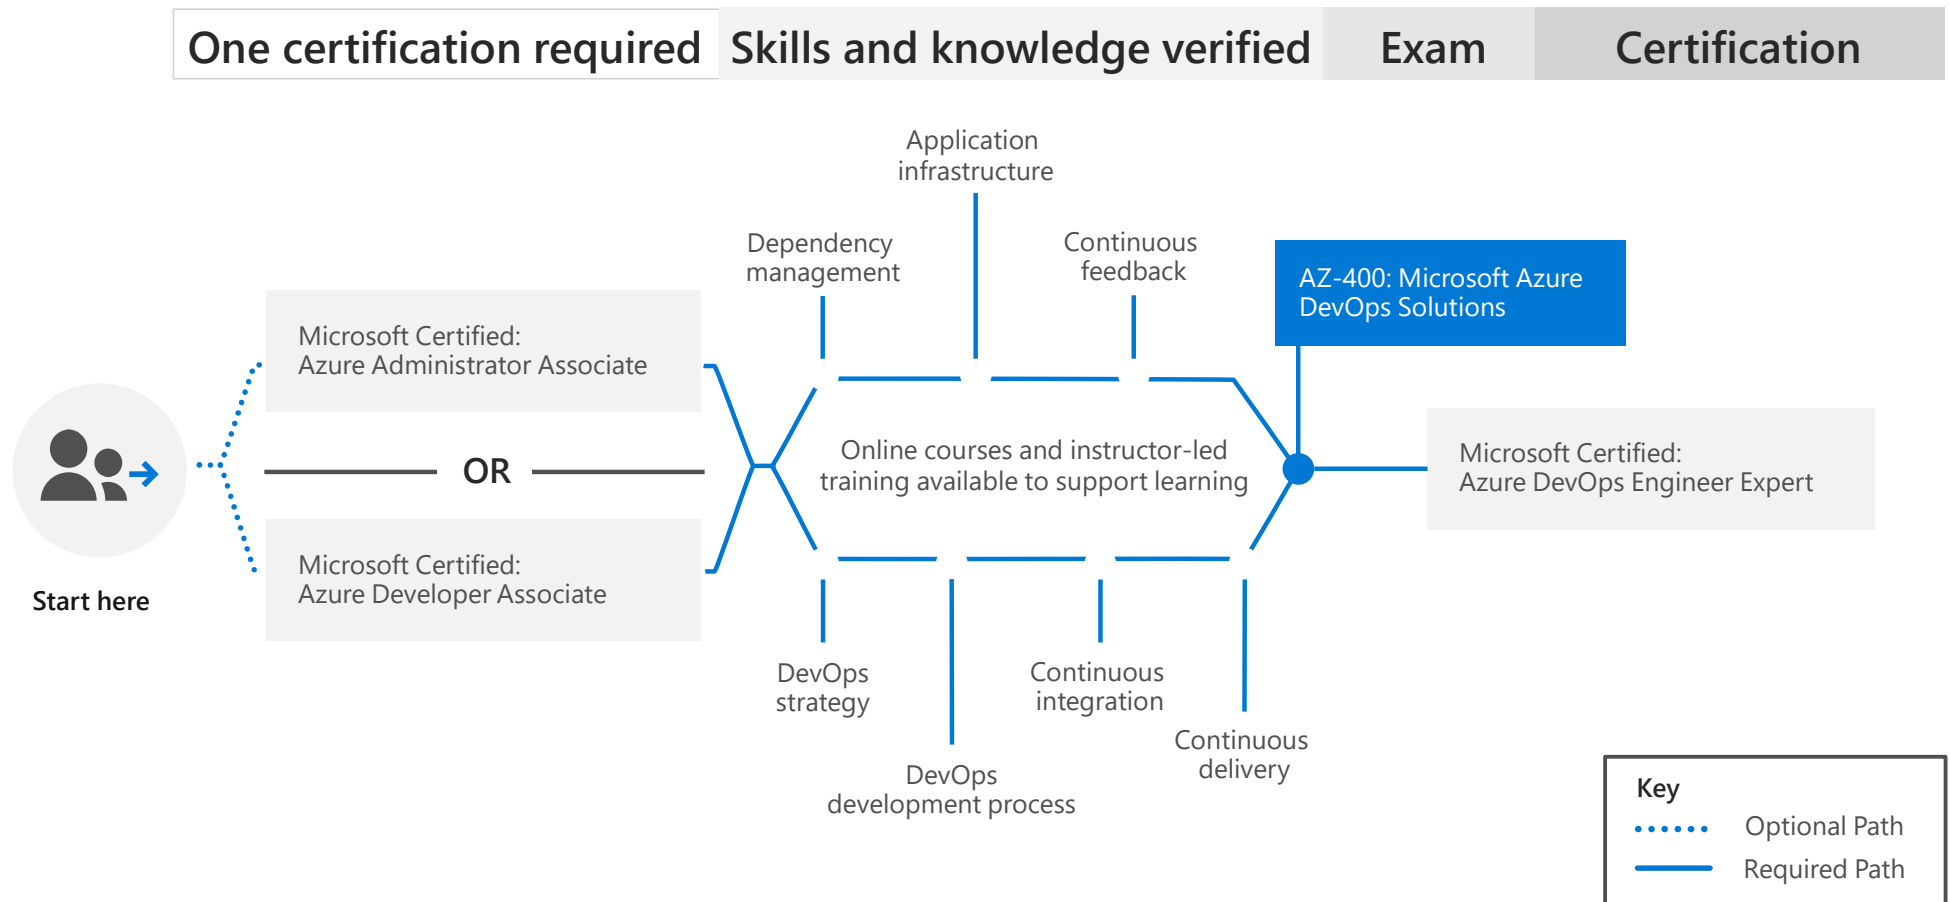 One certification required
Skills and knowledge verified
Exam
Certification
Start here
Microsoft Certified:
Azure Administrator Associate
OR
Microsoft Certified:
Azure Developer Associate
Application
infrastructure
Dependency
management
Continuous
feedback
Online courses and instructor-led
training available to support learning
DevOps
strategy
DevOps
development process
Continuous
integration
Continuous
delivery
AZ-400: Microsoft Azure
DevOps Solutions
Microsoft Certified:
Azure DevOps Engineer Expert
Key
Optional Path
Required Path